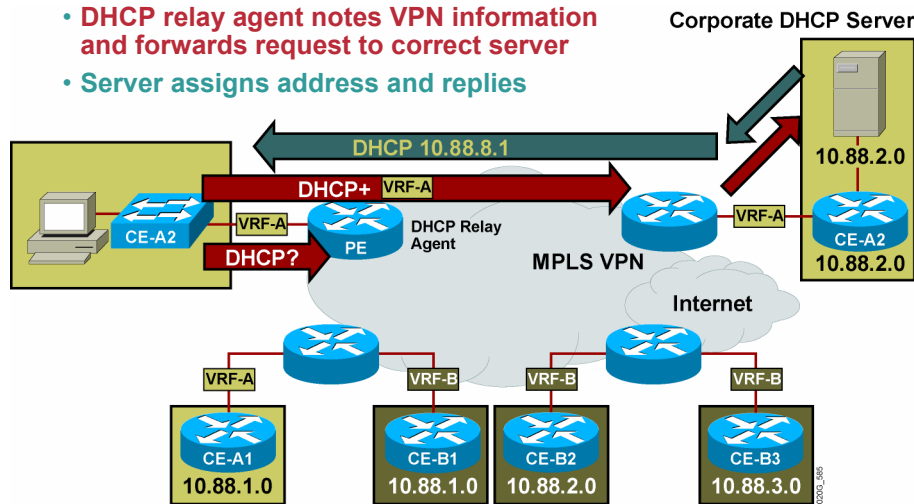 • DHCP relay agent notes VPN information
and forwards request to correct server
• Server assigns address and replies
Corporate DHCP Server
DHCP 10.88.8.1
10.88.2.0
DHCP+ VRF-A
CE-A2
VRF-A
PE
DHCP Relay
Agent
VRF-A
CE-A2
DHCP?
MPLS VPN
10.88.2.0
Internet
VRF-A
VRF-B
VRF-B
VRF-B
CE-A1
CE-B1
CE-B2
CE-B3
10.88.1.0
10.88.1.0
10.88.2.0
10.88.3.0
020G_585